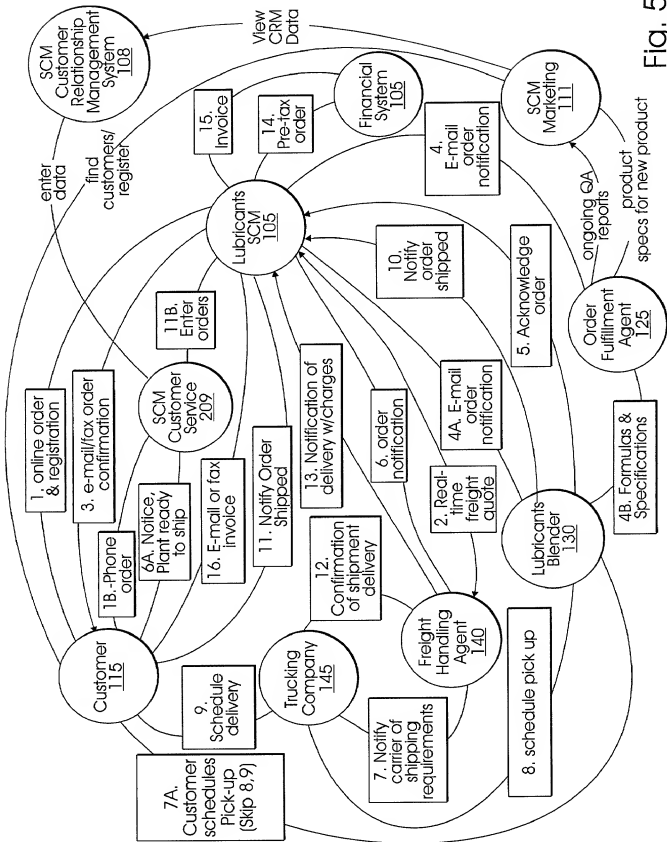 SCM
Customer
Relationship
Management
System
108
View
CRM
Data
enter
data
find
customers/
register
15.
Invoice
14.
Pre-tax
order
Financial
System
105
4.
E-mail
order
notification
SCM
Marketing
111
Fig. 5
Lubricants
SCM
105
11B.
Enter
orders
10.
Notify
order
shipped
5. Acknowledge
order
ongoing QA
reports
product
specs for new product
Order
Fulfillment
Agent
125
1. online order
& registration
3. e-mail/fax order
confirmation
SCM
Customer
Service
209
1B.-Phone
order
6A. Notice,
Plant ready
to ship
16. E-mail or fax
invoice
11. Notify Order
Shipped
13. Notification of
delivery w/charges
6. order
notification
4A. E-mail
order
notification
2. Real-
time
freight
quote
4B. Formulas &
Specifications
Lubricants
Blender
130
12.
Confirmation
of shipment
delivery
Customer
115
9.
Schedule
delivery
Trucking
Company
145
Freight
Handling
Agent
140
7. Notify
carrier of
shipping
requirements
8. schedule pick up
7A.
Customer
schedules
Pick-up
(Skip 8,9)